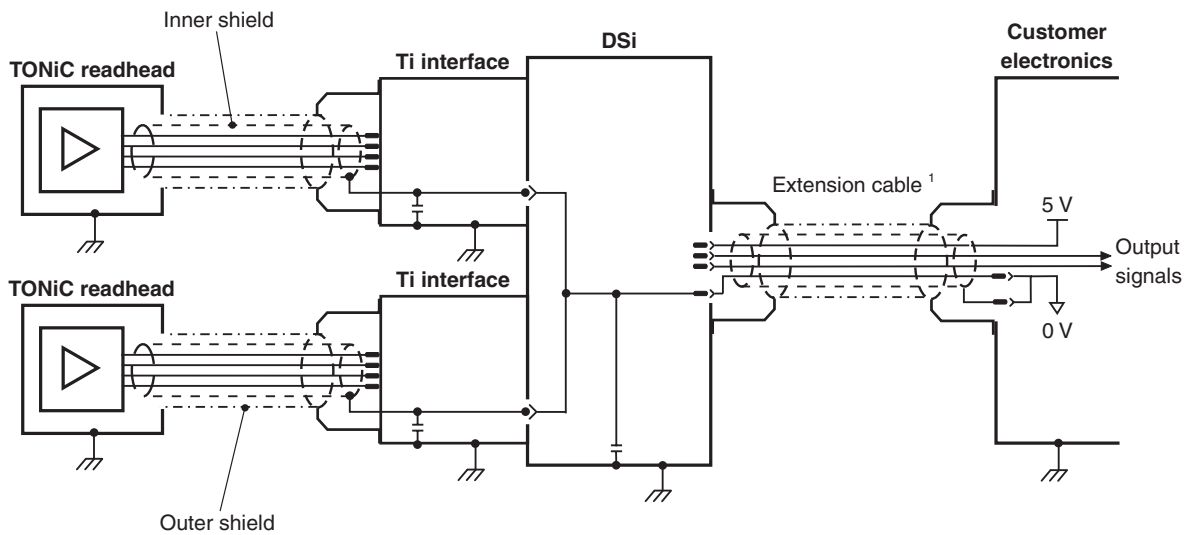 Inner shield
TONiC readhead
Ti interface
DSi
Customer
electronics
Extension cable 1
5 V
Output
signals
0 V
TONiC readhead
Ti interface
Outer shield